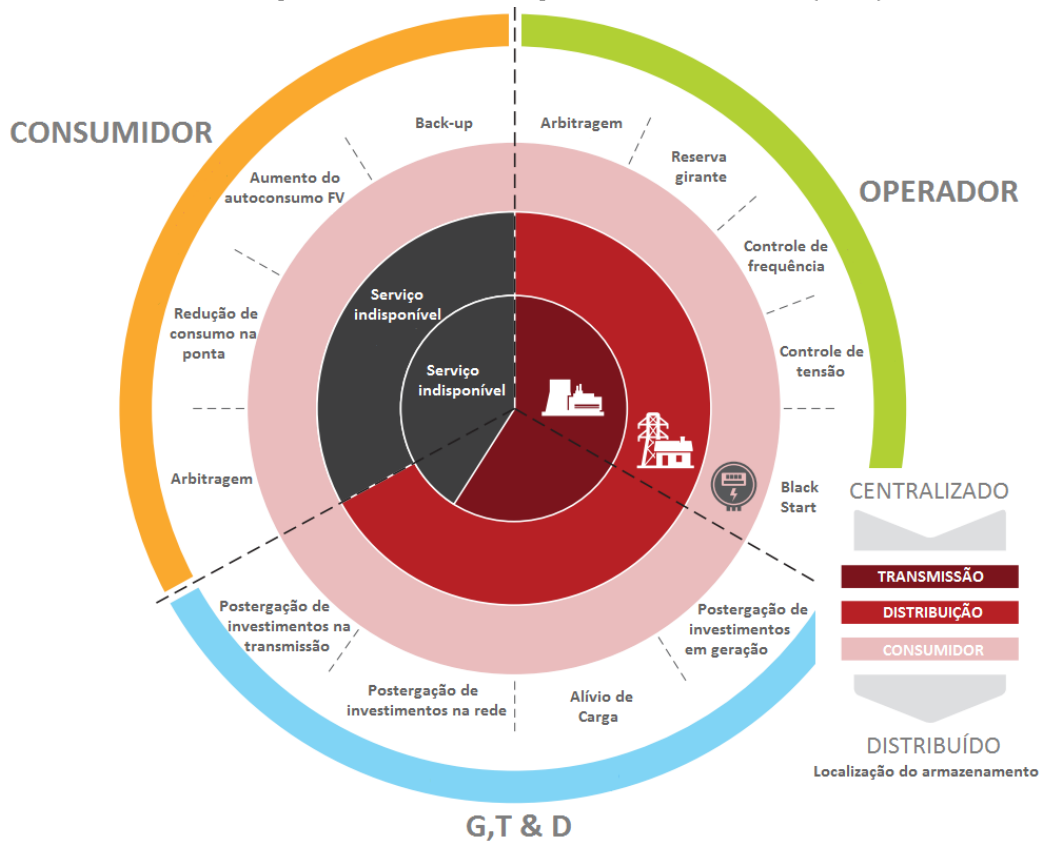 CONSUMIDOR
Back-up
Arbitragem
Aumento do
autoconsumo FV
Reserva
girante
OPERADOR
Controle de
frequência
Redução de
consumo na
ponta
Serviço
indisponível
Serviço
indisponível
Controle de
tensão
Arbitragem
Black
Start
CENTRALIZADO
TRANSMISSÃO
DISTRIBUIÇÃO
CONSUMIDOR
DISTRIBUÍDO
Localização do armazenamento
Postergação de
investimentos na
transmissão
Postergação de
investimentos na rede
Alívio de
Carga
Postergação de
investimentos
em geração
G,T & D